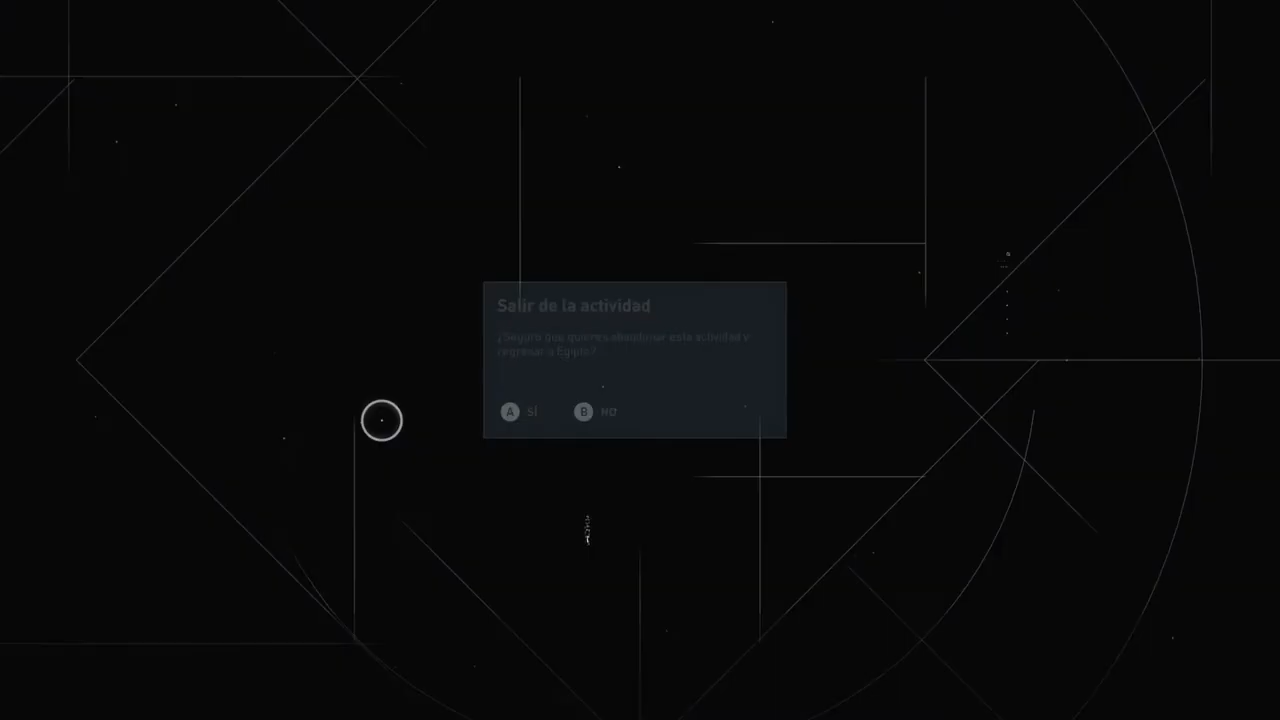 Salir de la actividad
¿Seguro que quieres abandonar esta actividad y
regresar a Egipto?
A SÍ B NO